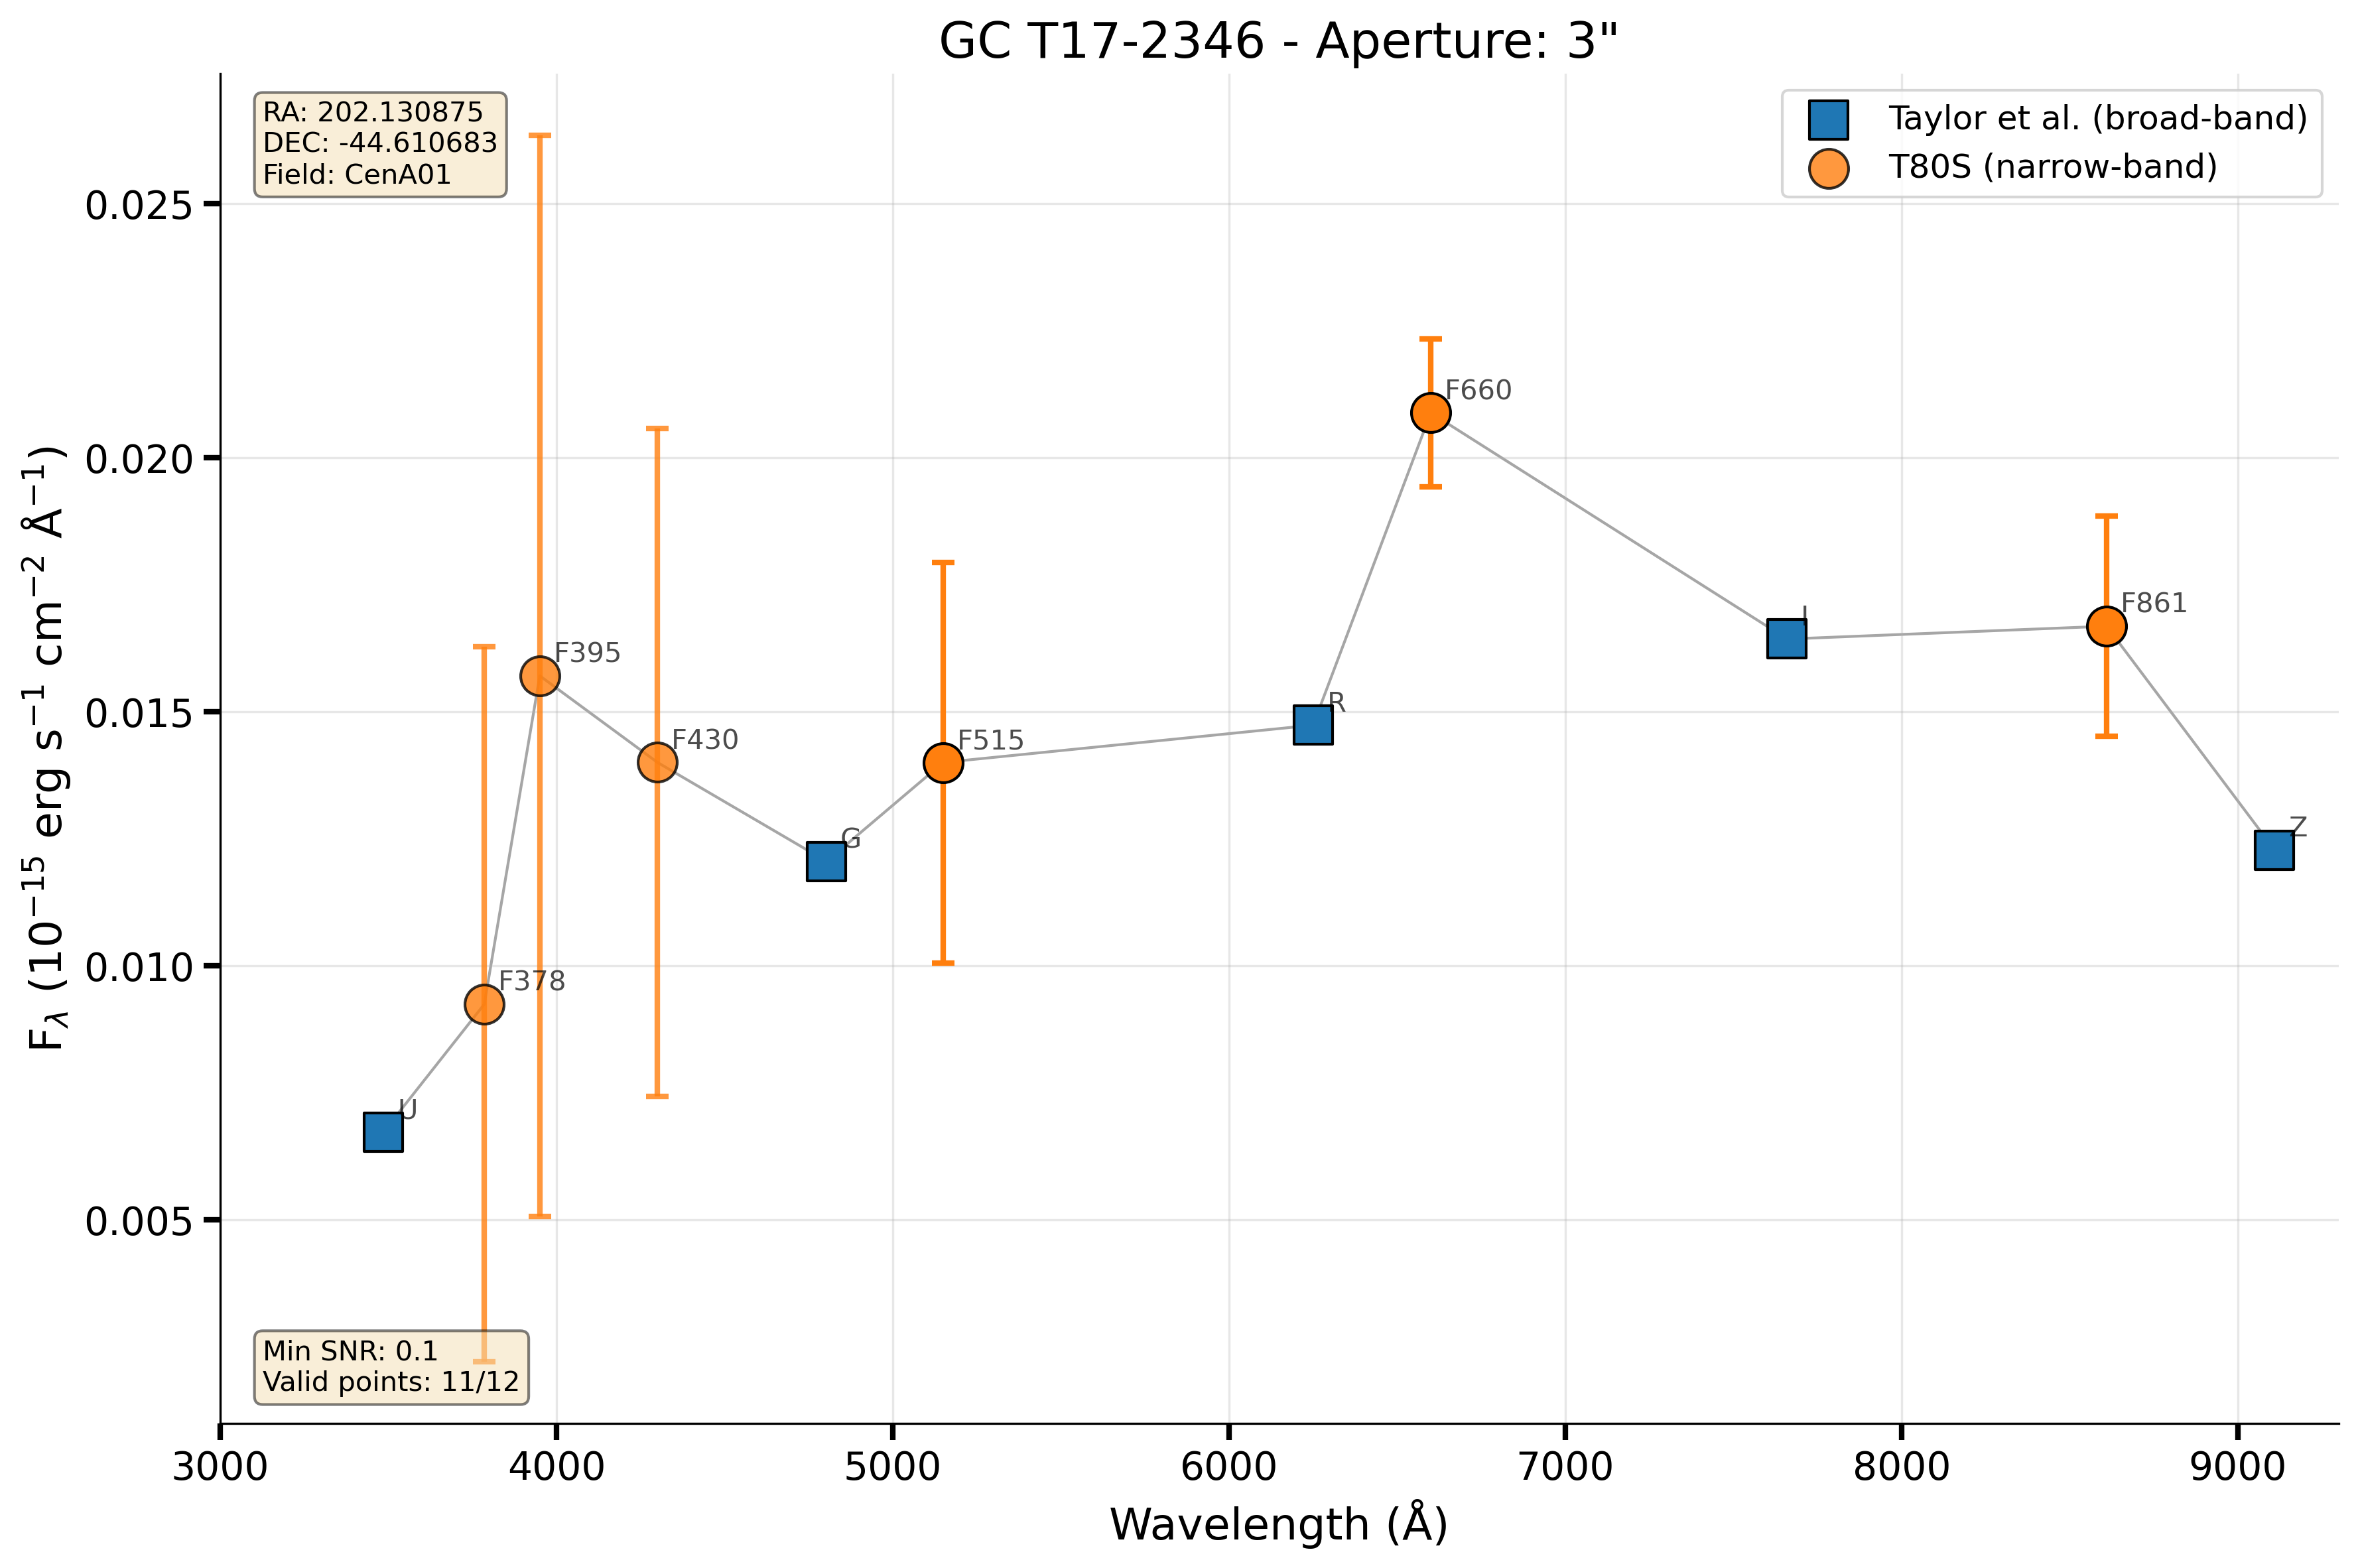 GC T17-2346 - Aperture: 3"
RA: 202.130875
DEC: -44.610683
Field: CenA01
Taylor et al. (broad-band)
T80S (narrow-band)
0.025
0.020
0.015
0.010
0.005
F_λ (10⁻¹⁵ erg s⁻¹ cm⁻² Å⁻¹)
U
F378
F395
F430
G
F515
R
F660
I
F861
Z
Min SNR: 0.1
Valid points: 11/12
3000 4000 5000 6000 7000 8000 9000
Wavelength (Å)